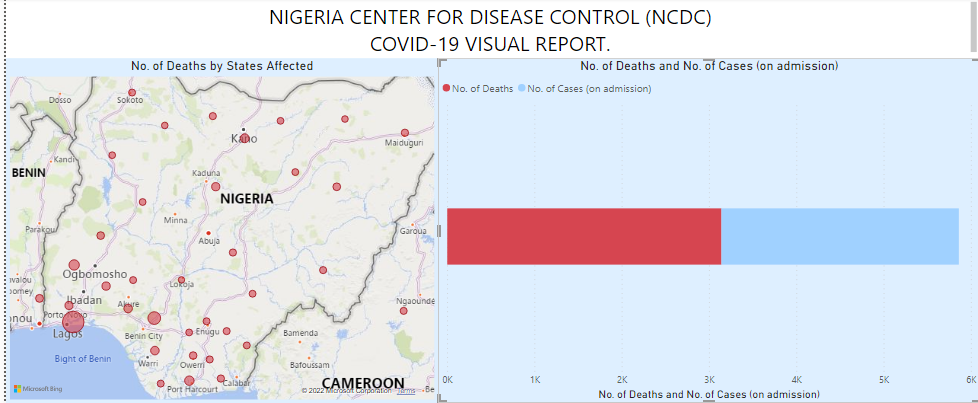 NIGERIA CENTER FOR DISEASE CONTROL (NCDC)
COVID-19 VISUAL REPORT.
No. of Deaths by States Affected
Dosso
Sokoto
Kano
Maiduguri
Kandi
BENIN
Kaduna
NIGERIA
Minna
Parakou
Abuja
Garoua
Ogbomosho
Lokoja
Ibadan
Akure
Ngaounde
Porto-Novo
Lagos
Benin City
Enugu
Bamenda
Bight of Benin
Warri
Owerri
Bafoussam
Port Harcourt
Calabar
CAMEROON
Be
Microsoft Bing
© 2022 Microsoft Corporation Terms
No. of Deaths and No. of Cases (on admission)
No. of Deaths No. of Cases (on admission)
0K 1K 2K 3K 4K 5K 6K
No. of Deaths and No. of Cases (on admission)